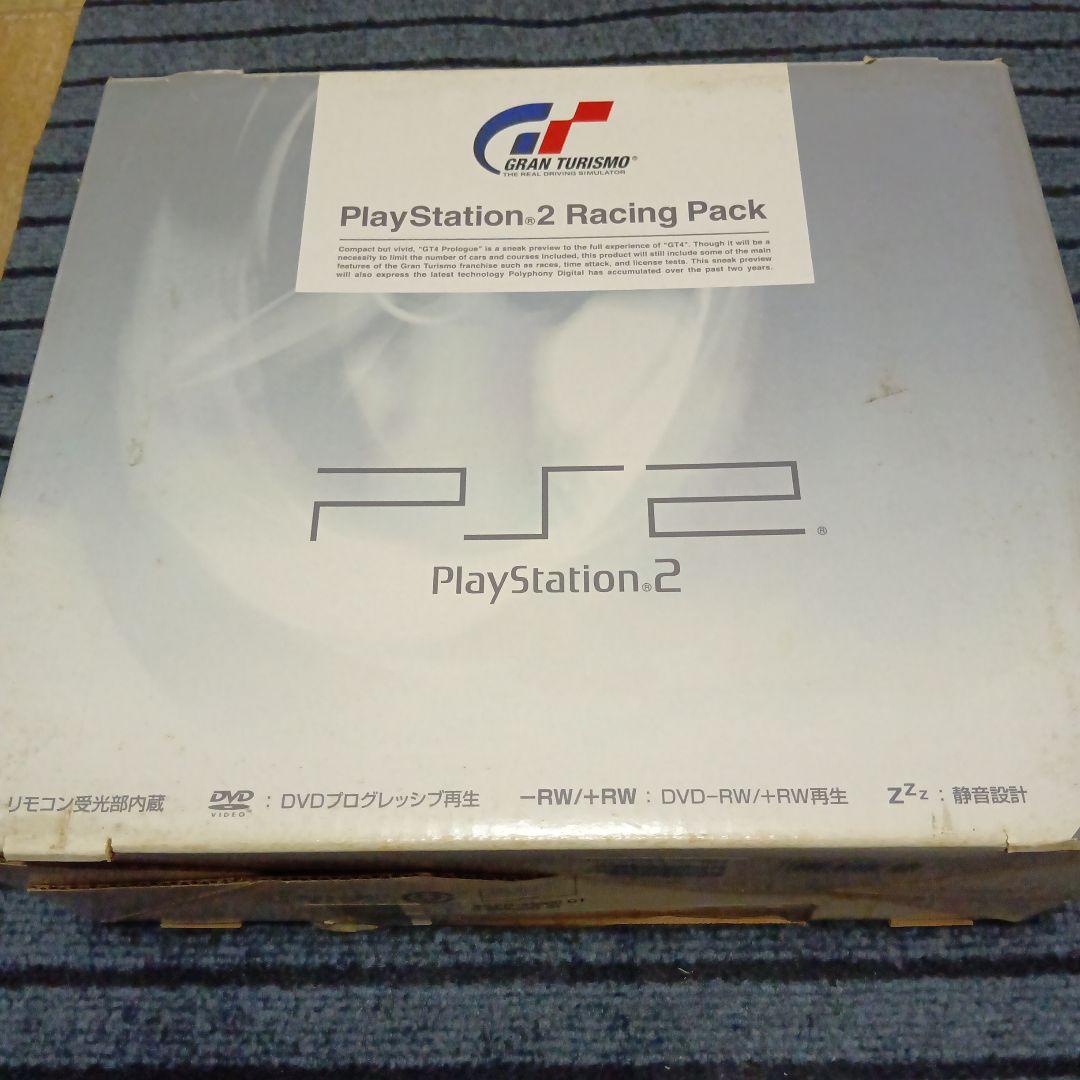 GRAN TURISMO®
THE REAL DRIVING SIMULATOR
PlayStation®2 Racing Pack
Compact but vivid, "GT4 Prologue" is a sneak preview to the full experience of "GT4". Though it will be a
necessity to limit the number of cars and courses included, this product will still include some of the main
features of the Gran Turismo franchise such as races, time attack, and license tests. This sneak preview
will also express the latest technology Polyphony Digital has accumulated over the past two years.
PS2®
PlayStation®2
リモコン受光部内蔵 DVD VIDEO : DVDプログレッシブ再生 -RW/+RW : DVD-RW/+RW再生 Zzz : 静音設計